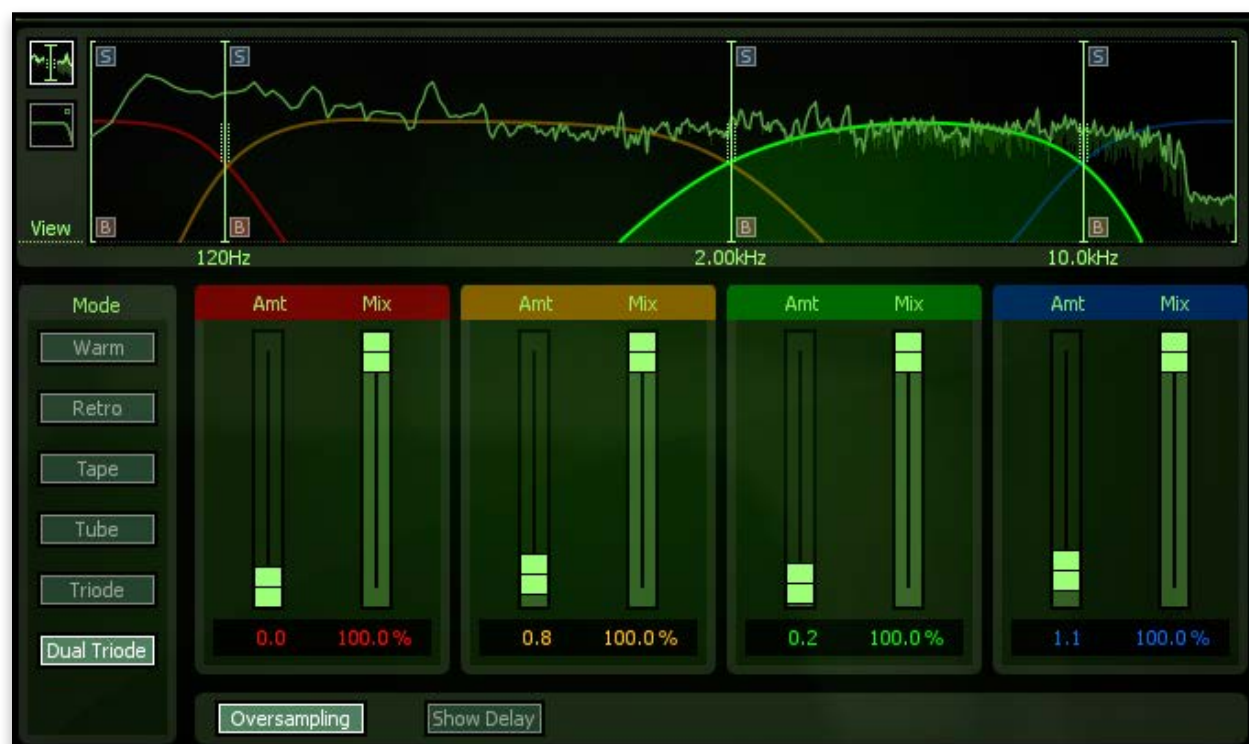 S S S S
View B B B B
120Hz 2.00kHz 10.0kHz
Mode Amt Mix Amt Mix Amt Mix Amt Mix
Warm
Retro
Tape
Tube
Triode
Dual Triode 0.0 100.0 % 0.8 100.0 % 0.2 100.0 % 1.1 100.0 %
Oversampling Show Delay